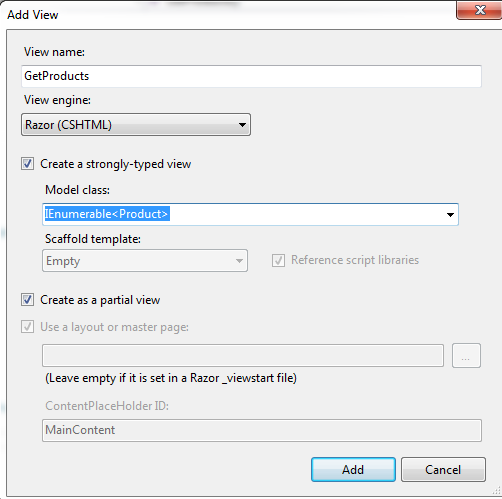 Add View
View name:
GetProducts
View engine:
Razor (CSHTML)
Create a strongly-typed view
Model class:
IEnumerable<Product>
Scaffold template:
Empty
Reference script libraries
Create as a partial view
Use a layout or master page:
...
(Leave empty if it is set in a Razor _viewstart file)
ContentPlaceHolder ID:
MainContent
Add
Cancel